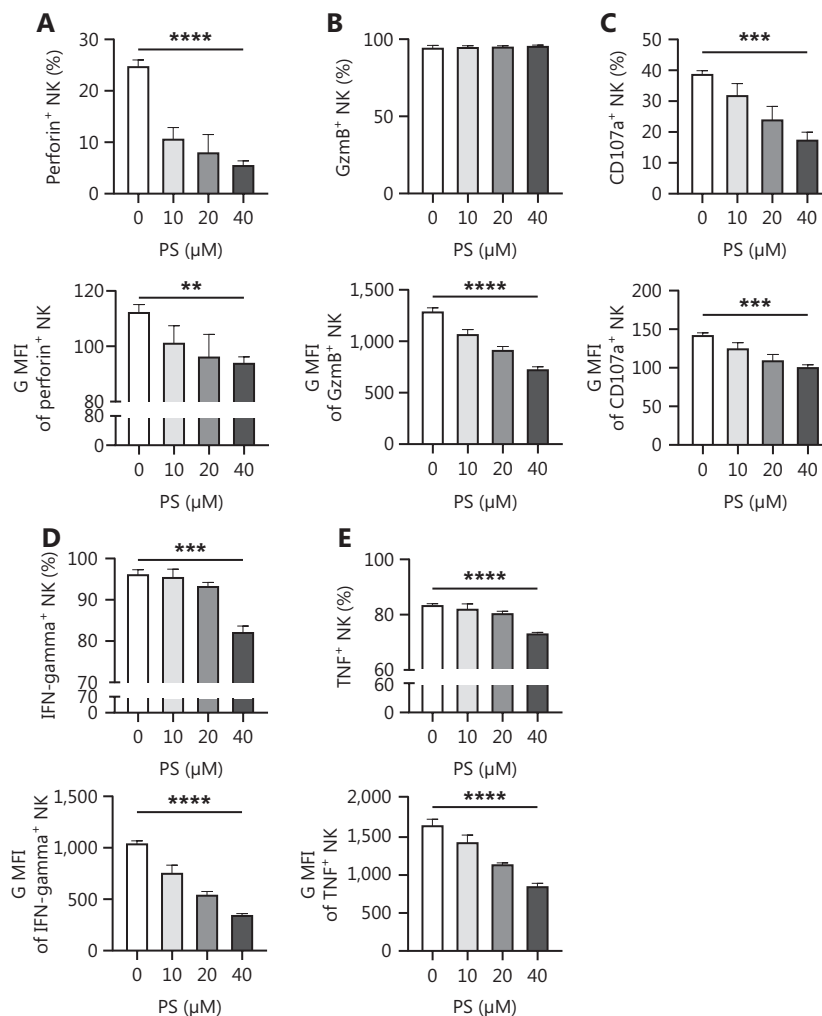 A
Perforin⁺ NK (%)
30
20
10
0
****
0 10 20 40
PS (μM)
G MFI
of perforin⁺ NK
120
100
80
80
0
**
0 10 20 40
PS (μM)
B
GzmB⁺ NK (%)
100
50
0
0 10 20 40
PS (μM)
G MFI
of GzmB⁺ NK
1,500
1,000
500
0
****
0 10 20 40
PS (μM)
C
CD107a⁺ NK (%)
50
40
30
20
10
0
***
0 10 20 40
PS (μM)
G MFI
of CD107a⁺ NK
200
150
100
50
0
***
0 10 20 40
PS (μM)
D
IFN-gamma⁺ NK (%)
100
90
80
70
70
0
***
0 10 20 40
PS (μM)
G MFI
of IFN-gamma⁺ NK
1,500
1,000
500
0
****
0 10 20 40
PS (μM)
E
TNF⁺ NK (%)
100
80
60
60
0
****
0 10 20 40
PS (μM)
G MFI
of TNF⁺ NK
2,000
1,500
1,000
500
0
****
0 10 20 40
PS (μM)